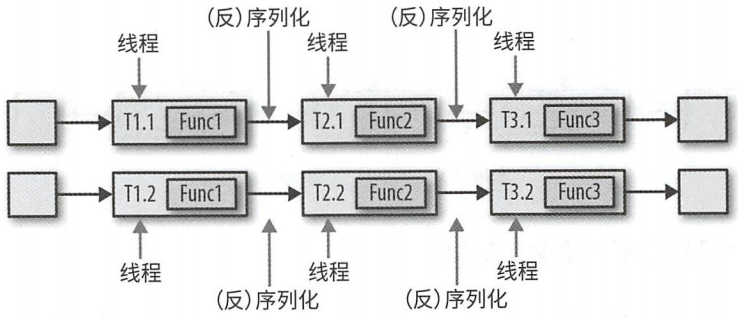 (反)序列化 (反)序列化
线程 线程 线程
T1.1 Func1 T2.1 Func2 T3.1 Func3
T1.2 Func1 T2.2 Func2 T3.2 Func3
线程 线程 线程
(反)序列化 (反)序列化